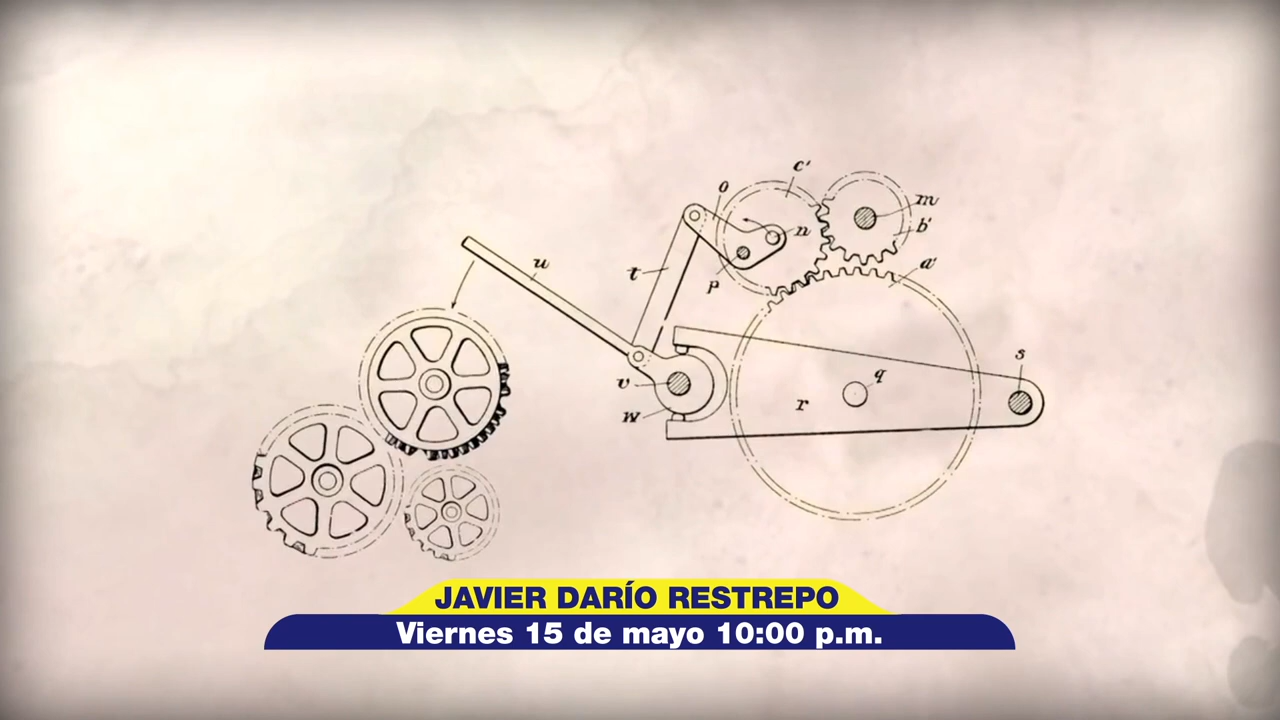 c'
o
m
n
b'
a'
u
t
p
s
v
q
r
w
JAVIER DARÍO RESTREPO
Viernes 15 de mayo 10:00 p.m.